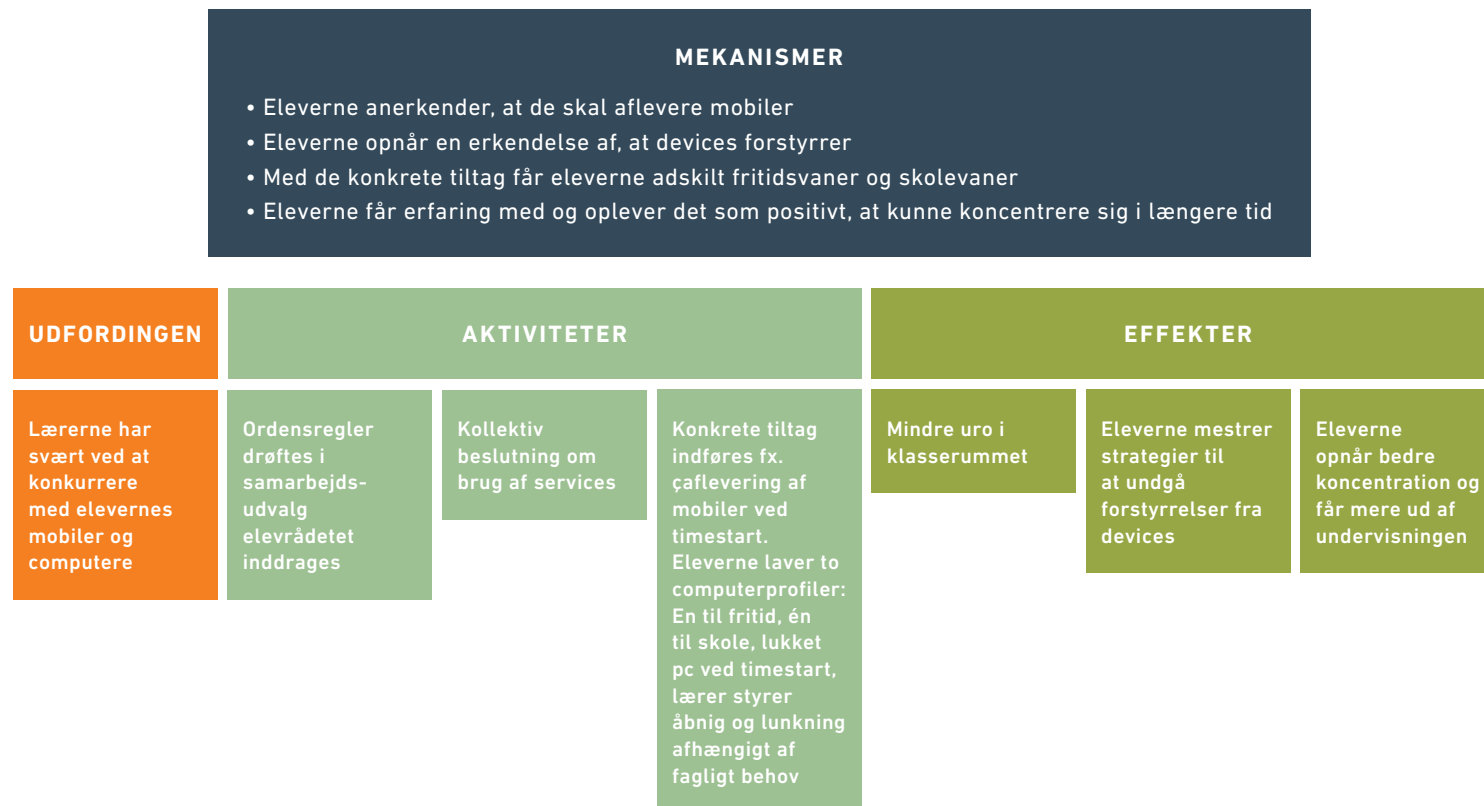 MEKANISMER
• Eleverne anerkender, at de skal aflevere mobiler
• Eleverne opnår en erkendelse af, at devices forstyrrer
• Med de konkrete tiltag får eleverne adskilt fritidsvaner og skolevaner
• Eleverne får erfaring med og oplever det som positivt, at kunne koncentrere sig i længere tid
UDFORDINGEN
Lærerne har
svært ved at
konkurrere
med elevernes
mobiler og
computere
AKTIVITETER
Ordensregler
drøftes i
samarbejds-
udvalg
elevrådetet
inddrages
Kollektiv
beslutning om
brug af services
Konkrete tiltag
indføres fx.
çaflevering af
mobiler ved
timestart.
Eleverne laver to
computerprofiler:
En til fritid, én
til skole, lukket
pc ved timestart,
lærer styrer
åbnig og lunkning
afhængigt af
fagligt behov
EFFEKTER
Mindre uro i
klasserummet
Eleverne mestrer
strategier til
at undgå
forstyrrelser fra
devices
Eleverne
opnår bedre
koncentration og
får mere ud af
undervisningen